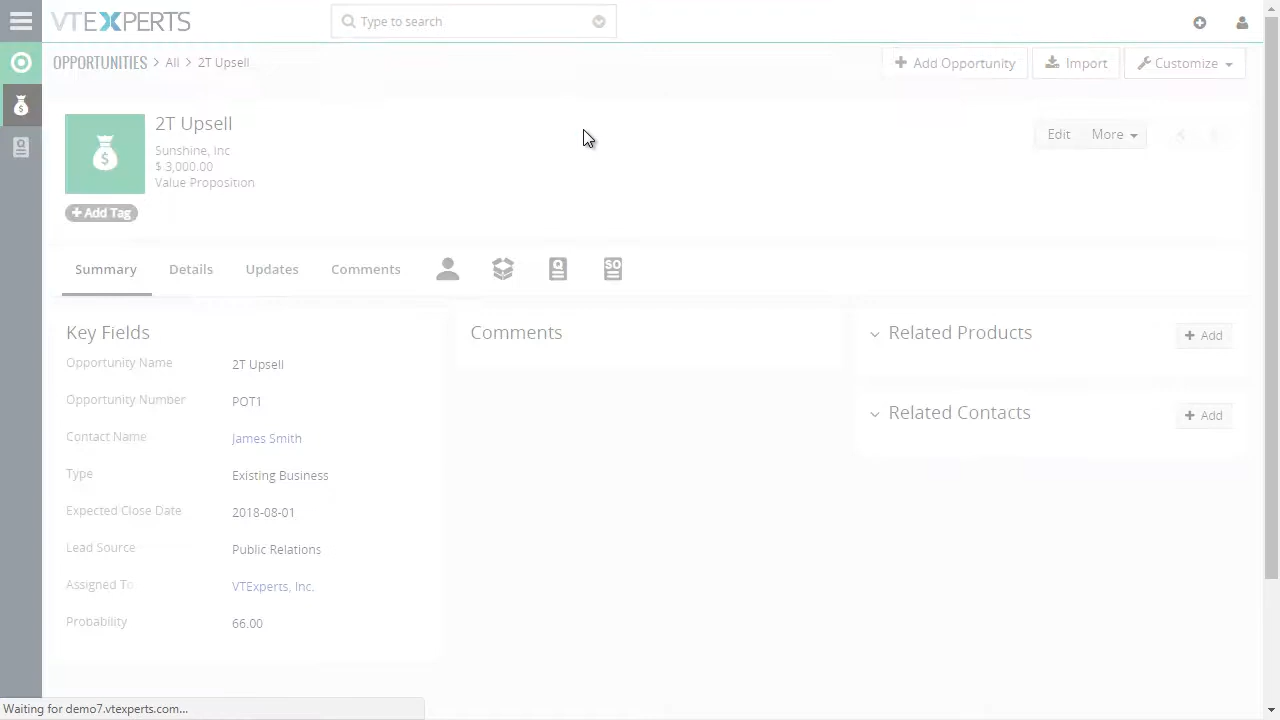 VTEXPERTS
Type to search
OPPORTUNITIES > All > 2T Upsell
Add Opportunity
Import
Customize
2T Upsell
Sunshine, Inc
$ 3,000.00
Value Proposition
Edit
More
+ Add Tag
Summary
Details
Updates
Comments
Q
SO
Key Fields
Opportunity Name
2T Upsell
Opportunity Number
POT1
Contact Name
James Smith
Type
Existing Business
Expected Close Date
2018-08-01
Lead Source
Public Relations
Assigned To
VTExperts, Inc.
Probability
66.00
Comments
Related Products
+ Add
Related Contacts
+ Add
Waiting for demo7.vtexperts.com...